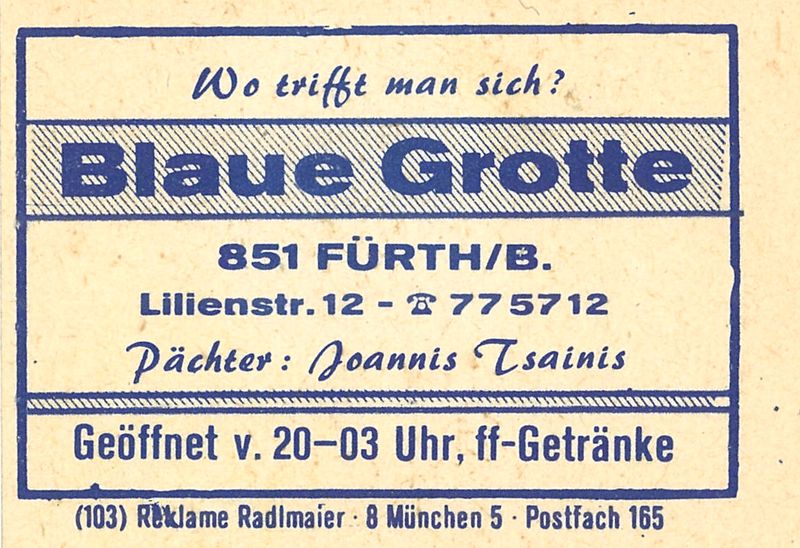 Wo trifft man sich?
Blaue Grotte
851 FÜRTH/B.
Lilienstr. 12 - ☎ 77 57 12
Pächter: Joannis Tsainis
Geöffnet v. 20–03 Uhr, ff-Getränke
(103) Reklame Radlmaier · 8 München 5 · Postfach 165